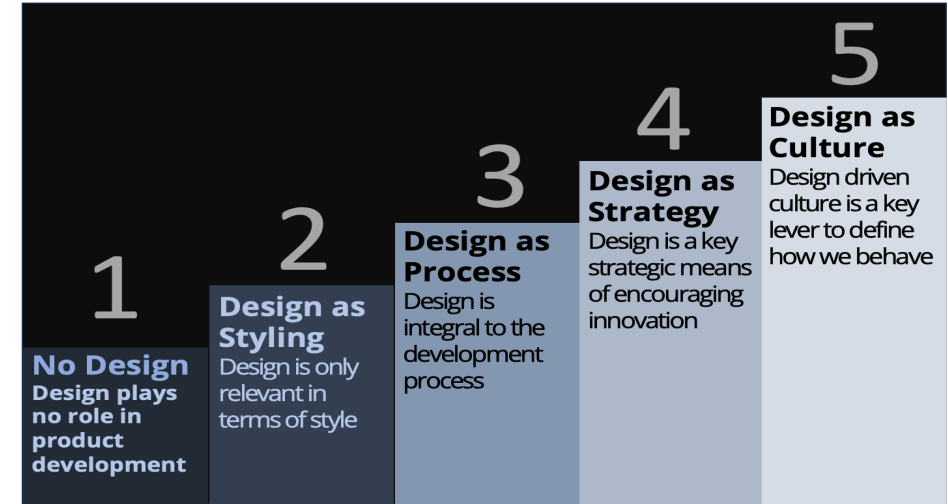 1
No Design
Design plays
no role in
product
development
2
Design as
Styling
Design is only
relevant in
terms of style
3
Design as
Process
Design is
integral to the
development
process
4
Design as
Strategy
Design is a key
strategic means
of encouraging
innovation
5
Design as
Culture
Design driven
culture is a key
lever to define
how we behave